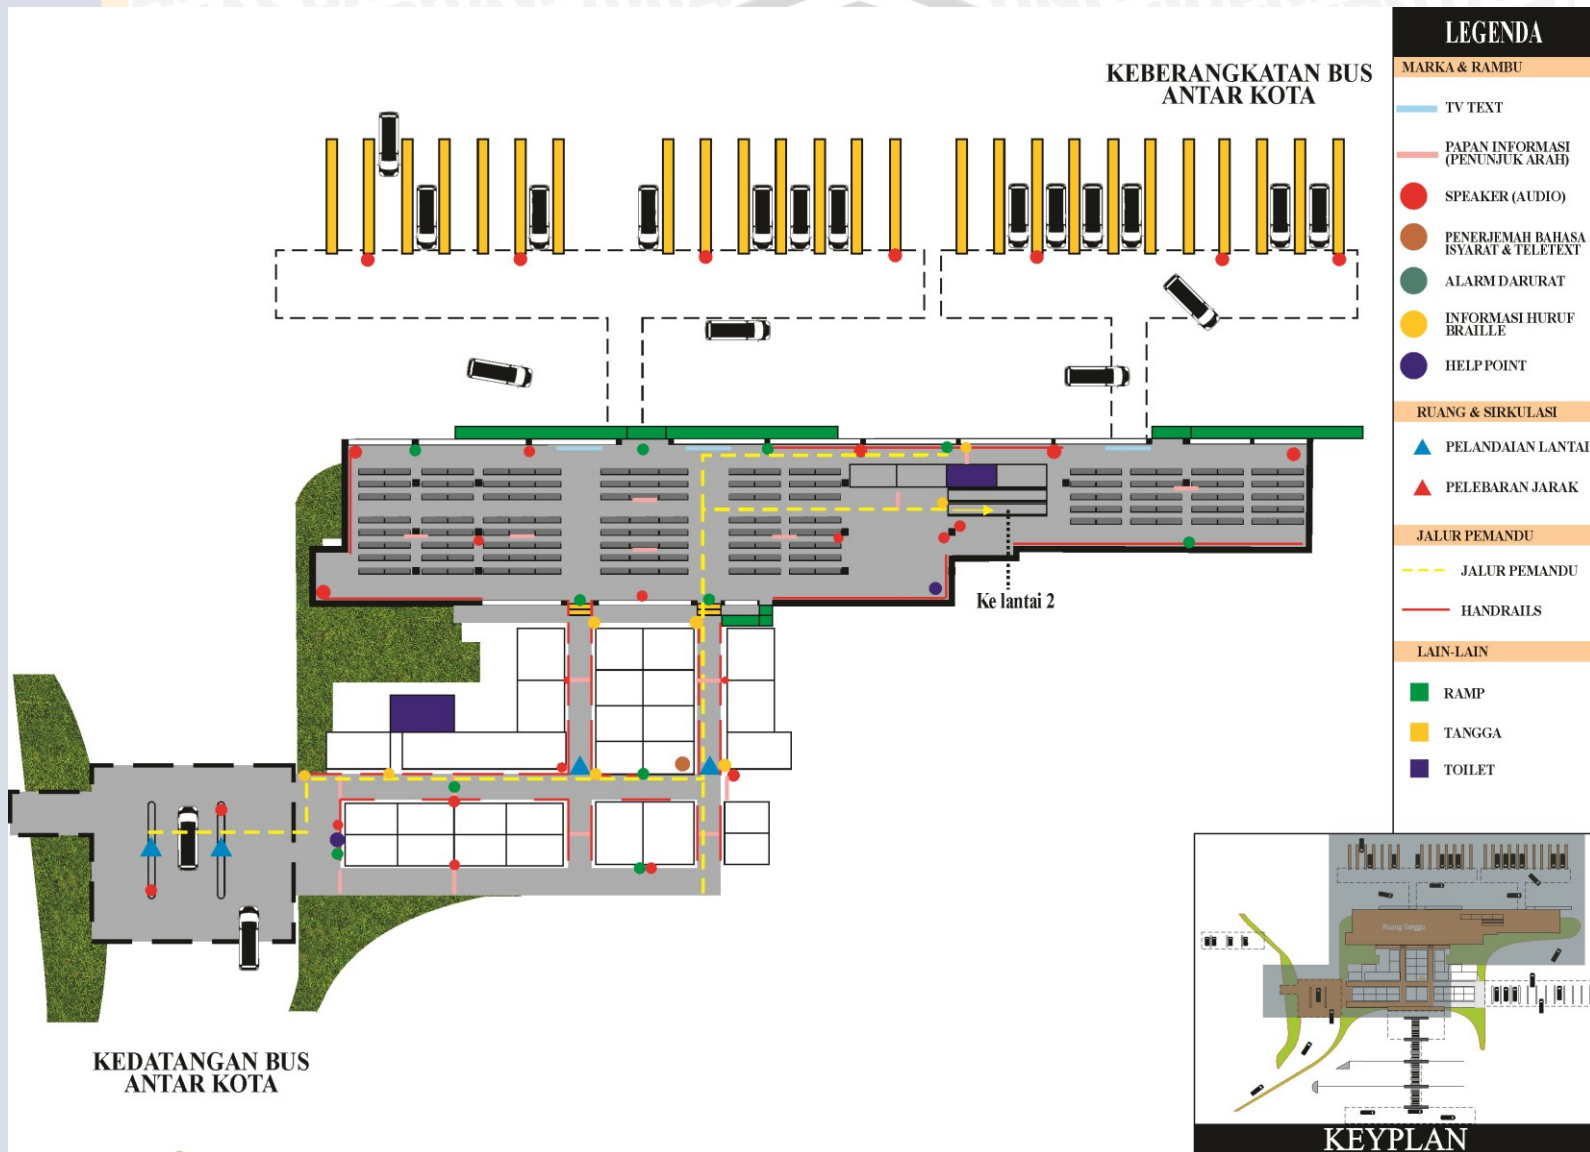 KEBERANGKATAN BUS
ANTAR KOTA
Ke lantai 2
KEDATANGAN BUS
ANTAR KOTA
LEGENDA
MARKA & RAMBU
TV TEXT
PAPAN INFORMASI
(PENUNJUK ARAH)
SPEAKER (AUDIO)
PENERJEMAH BAHASA
ISYARAT & TELETEXT
ALARM DARURAT
INFORMASI HURUF
BRAILLE
HELP POINT
RUANG & SIRKULASI
PELANDAIAN LANTAI
PELEBARAN JARAK
JALUR PEMANDU
JALUR PEMANDU
HANDRAILS
LAIN-LAIN
RAMP
TANGGA
TOILET
Ruang Tunggu
KEYPLAN